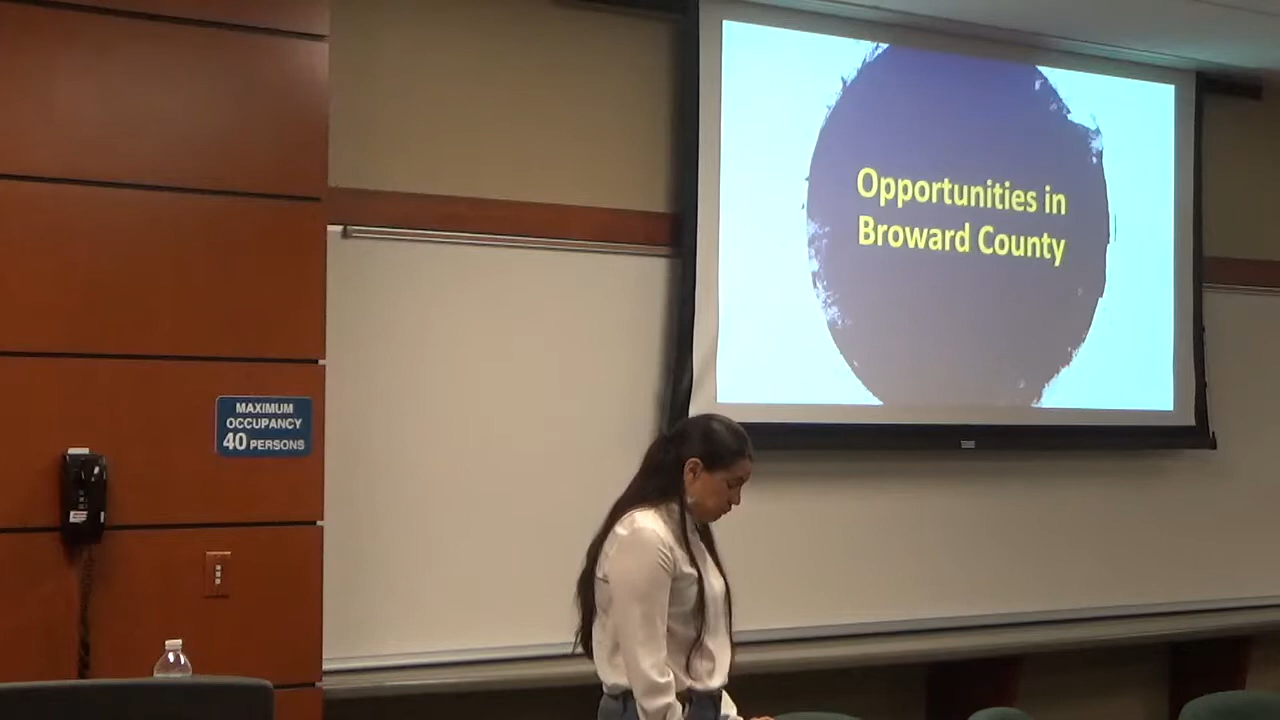 Opportunities in
Broward County
MAXIMUM
OCCUPANCY
40 PERSONS